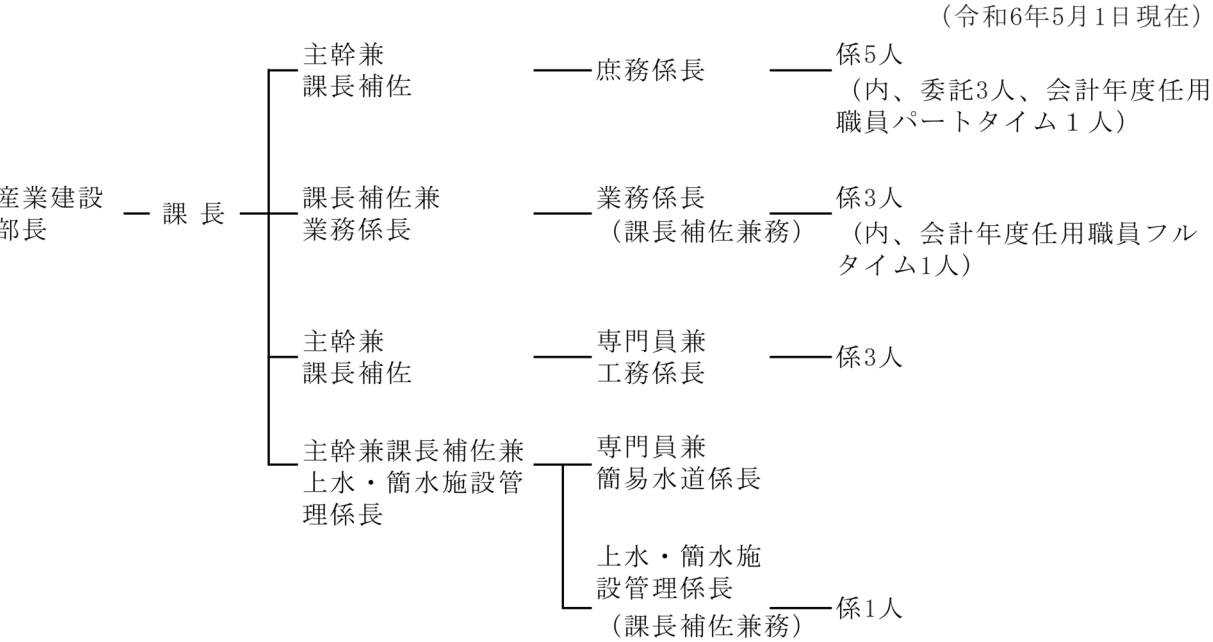 （令和6年5月1日現在）
主幹兼
課長補佐
庶務係長
係5人
（内、委託3人、会計年度任用
職員パートタイム１人）
産業建設
部長
課 長
課長補佐兼
業務係長
業務係長
（課長補佐兼務）
係3人
（内、会計年度任用職員フル
タイム1人）
主幹兼
課長補佐
専門員兼
工務係長
係3人
主幹兼課長補佐兼
上水・簡水施設管
理係長
専門員兼
簡易水道係長
上水・簡水施
設管理係長
（課長補佐兼務）
係1人